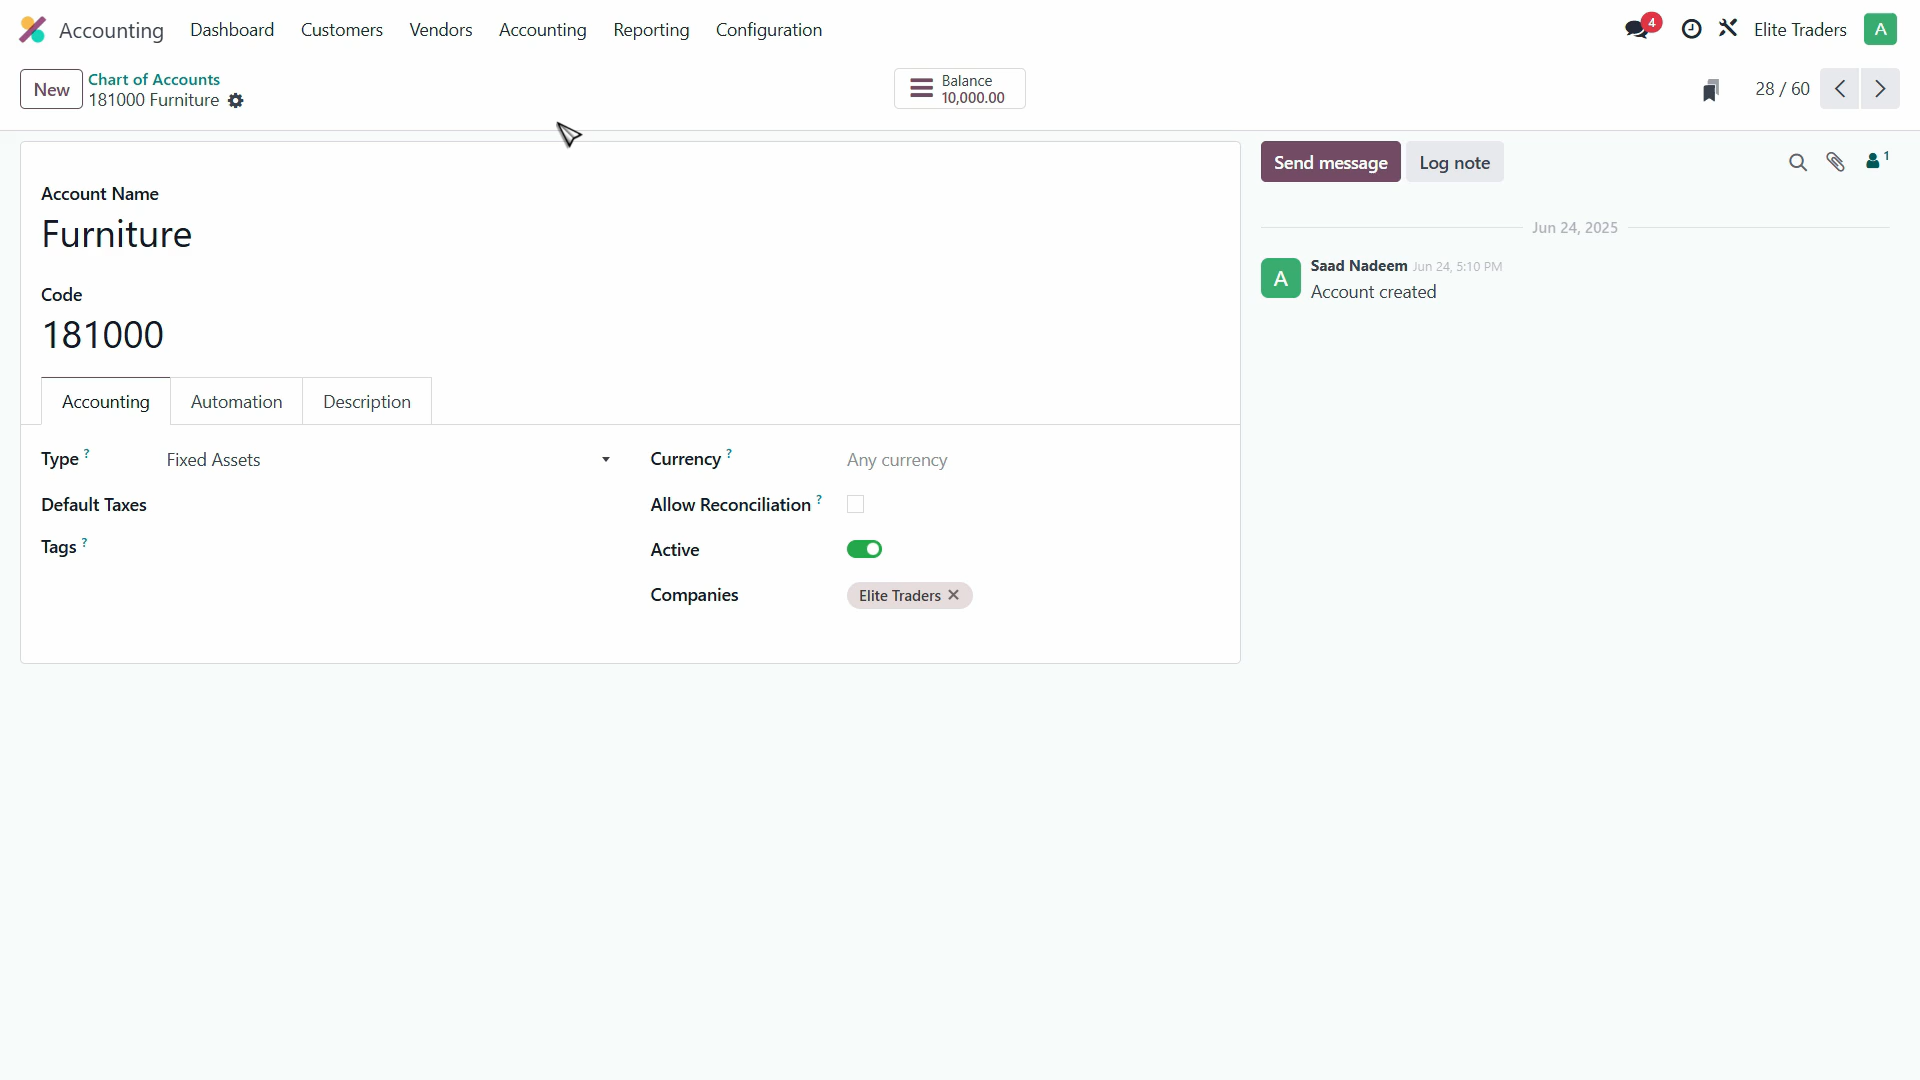 Accounting Dashboard Customers Vendors Accounting Reporting Configuration 4 Elite Traders A
New Chart of Accounts Balance 28 / 60
181000 Furniture 10,000.00
Account Name Send message Log note 1
Furniture
Jun 24, 2025
A Saad Nadeem Jun 24, 5:10 PM
Account created
Code
181000
Accounting Automation Description
Type ? Fixed Assets Currency ? Any currency
Default Taxes Allow Reconciliation ?
Tags ? Active
Companies Elite Traders ×